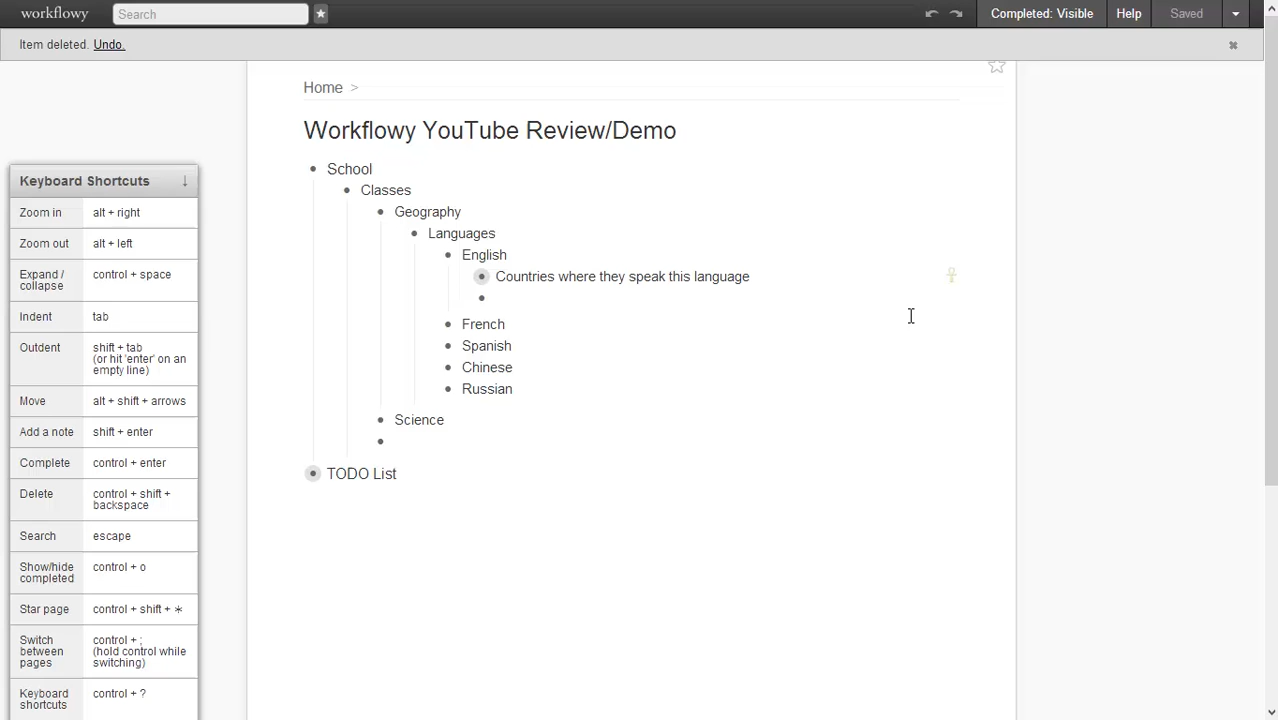 workflowy Search ★ Completed: Visible Help Saved
Item deleted. Undo.
Home >
Workflowy YouTube Review/Demo
School
Classes
Geography
Languages
English
Countries where they speak this language
French
Spanish
Chinese
Russian
Science
TODO List
Keyboard Shortcuts ↓
Zoom in alt + right
Zoom out alt + left
Expand / collapse control + space
Indent tab
Outdent shift + tab
(or hit 'enter' on an
empty line)
Move alt + shift + arrows
Add a note shift + enter
Complete control + enter
Delete control + shift +
backspace
Search escape
Show/hide
completed control + o
Star page control + shift + *
Switch
between
pages control + ;
(hold control while
switching)
Keyboard
shortcuts control + ?